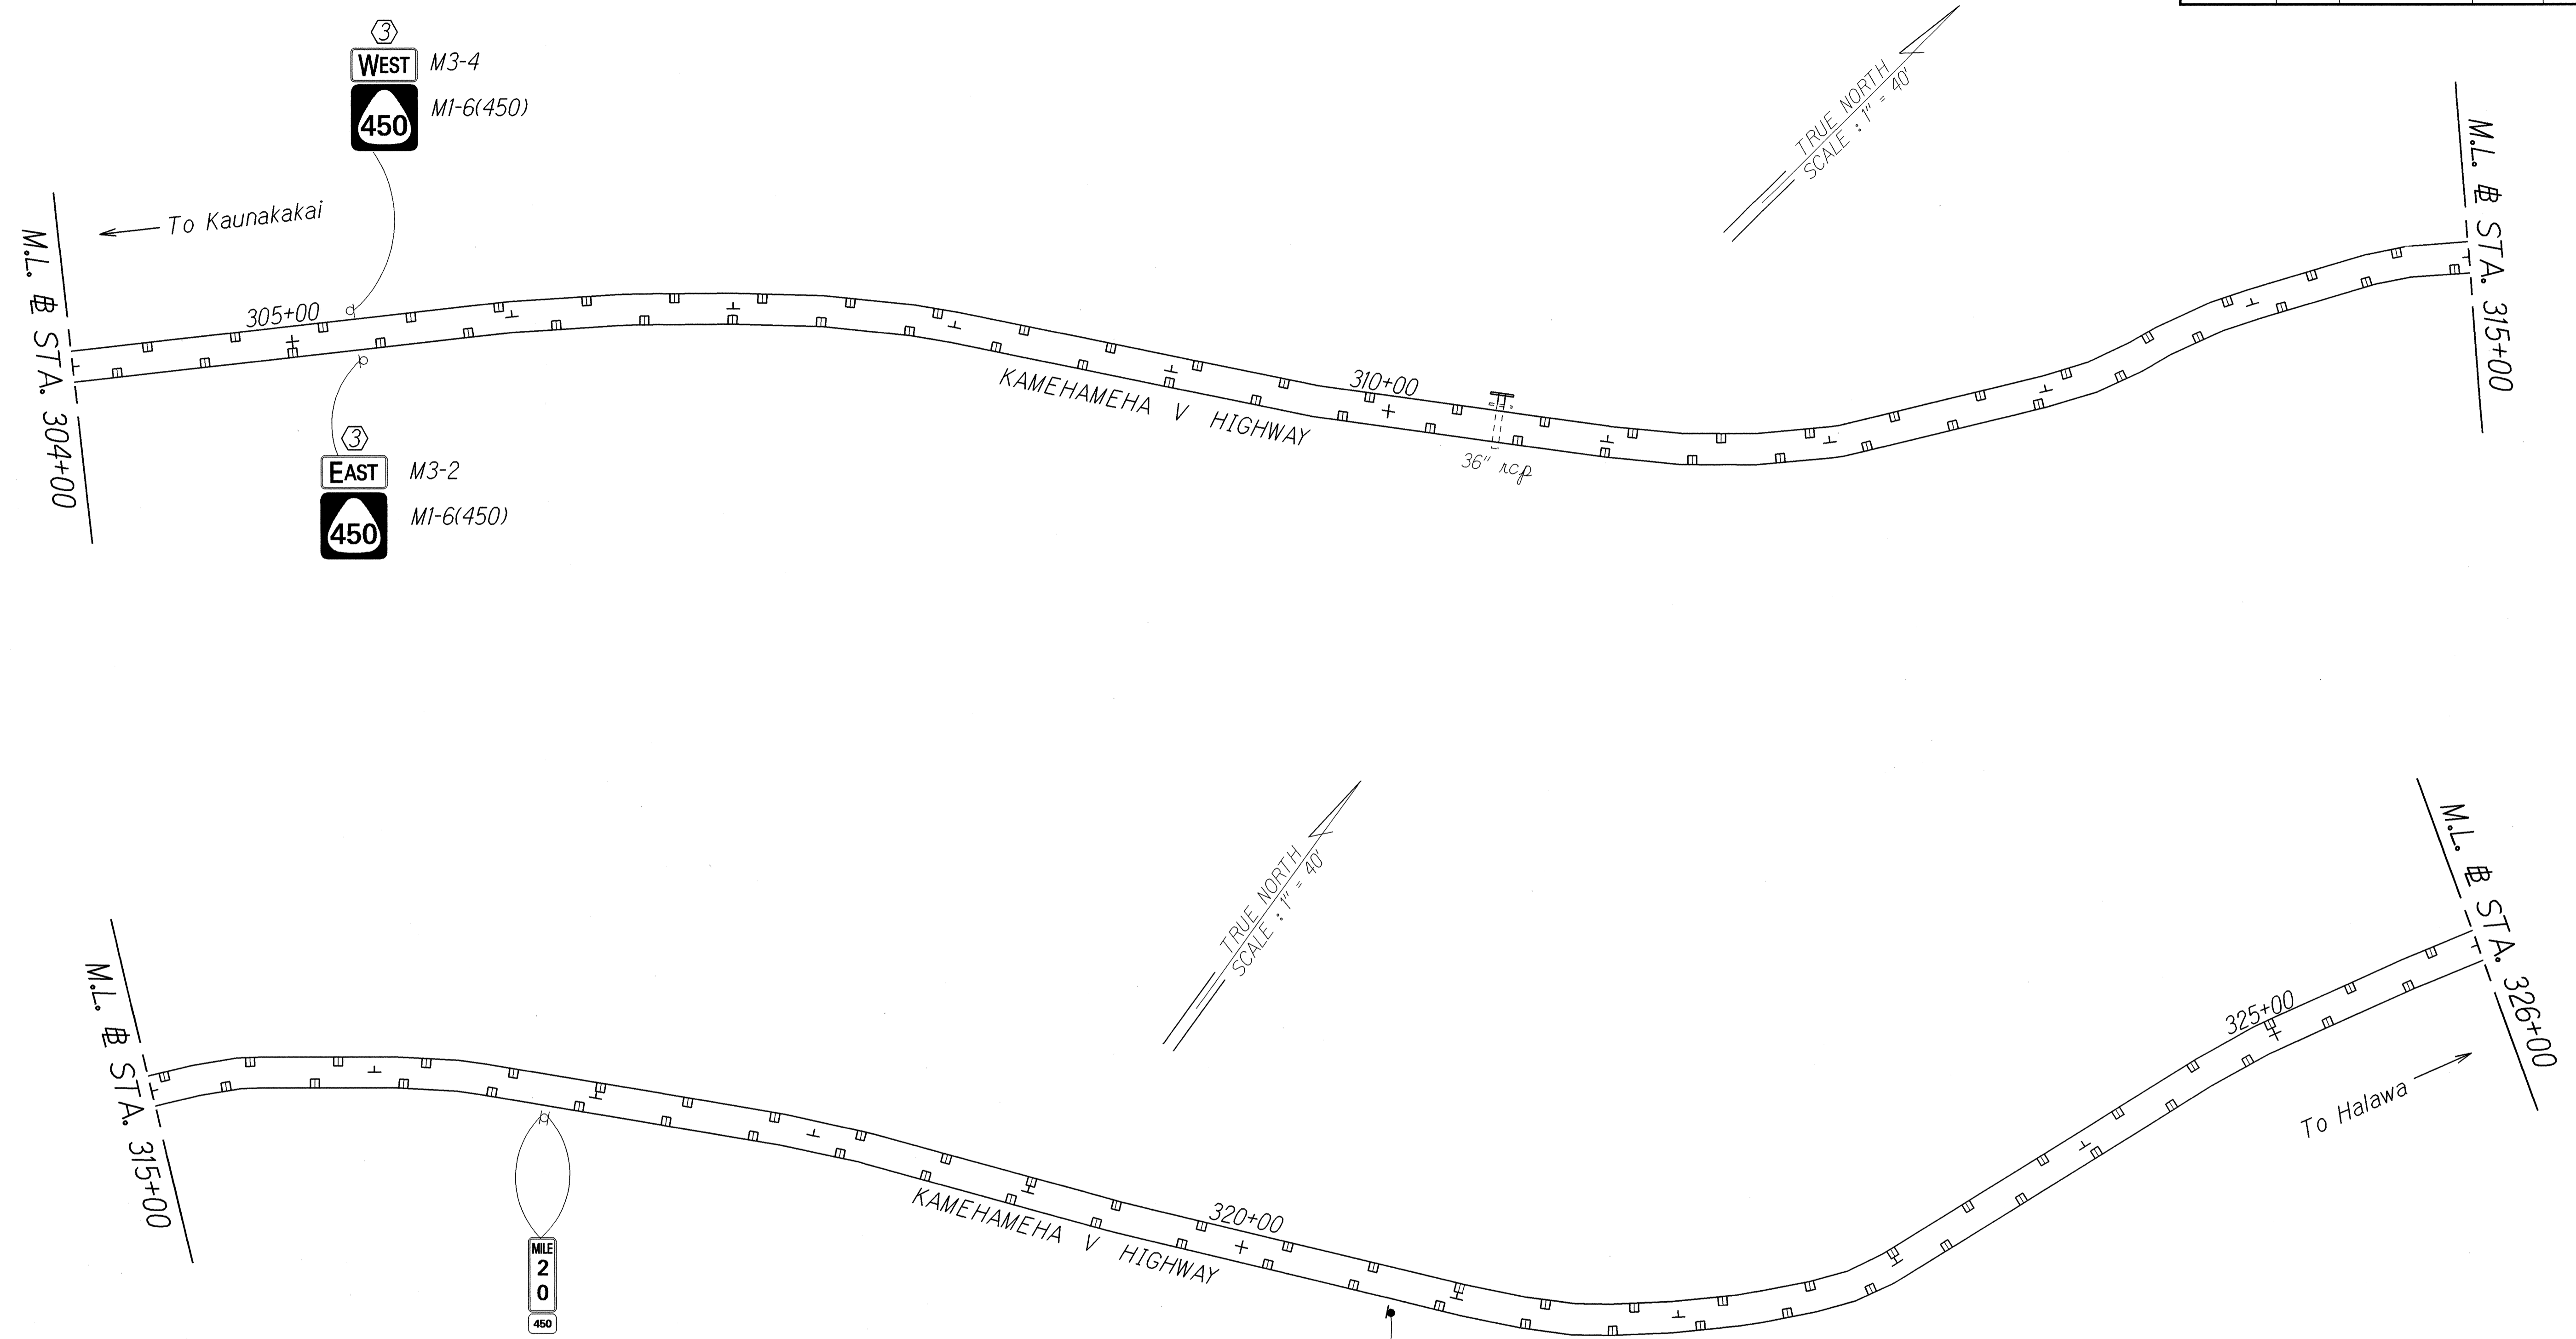 3
WEST M3-4
450 M1-6(450)
TRUE NORTH
SCALE : 1" = 40'
To Kaunakakai
M.L. ⅊ STA. 304+00
305+00
310+00
KAMEHAMEHA V HIGHWAY
36" rcp
M.L. ⅊ STA. 315+00
3
EAST M3-2
450 M1-6(450)
TRUE NORTH
SCALE : 1" = 40'
M.L. ⅊ STA. 315+00
MILE
2
0
450
KAMEHAMEHA V HIGHWAY
320+00
325+00
To Halawa
M.L. ⅊ STA. 326+00